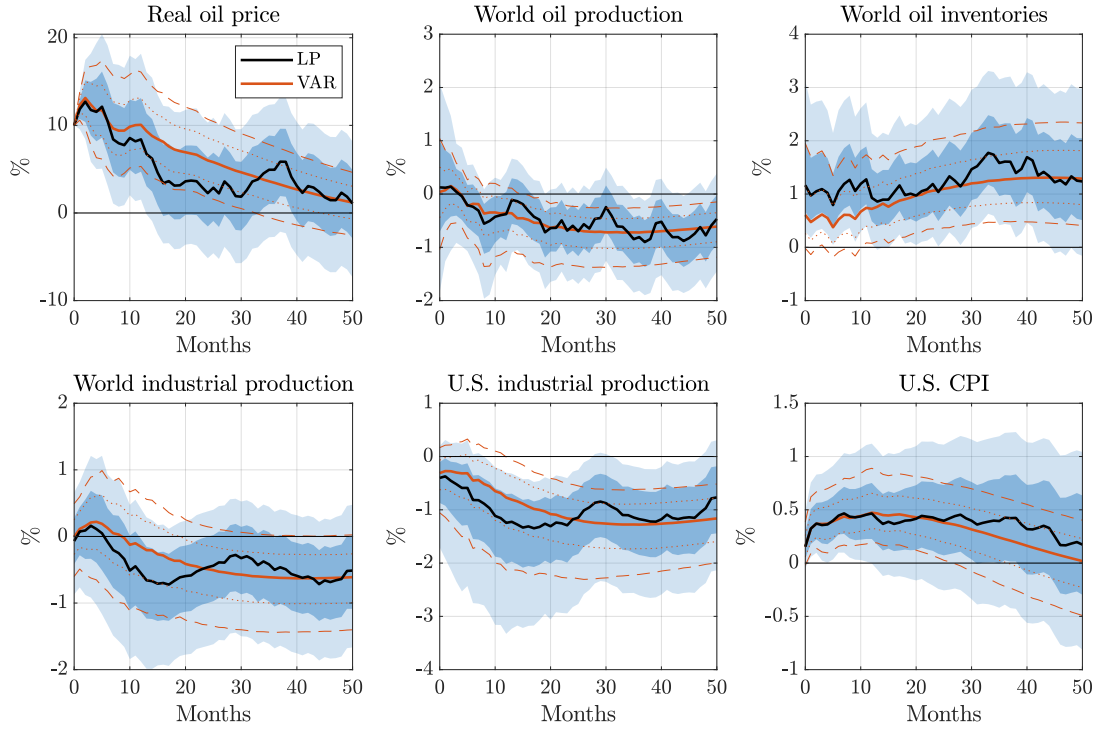 Real oil price
World oil production
World oil inventories
20
10
0
-10
%
LP
VAR
0 10 20 30 40 50
Months
3
2
1
0
-1
-2
%
0 10 20 30 40 50
Months
4
3
2
1
0
-1
%
0 10 20 30 40 50
Months
World industrial production
U.S. industrial production
U.S. CPI
2
1
0
-1
-2
%
0 10 20 30 40 50
Months
1
0
-1
-2
-3
-4
%
0 10 20 30 40 50
Months
1.5
1
0.5
0
-0.5
-1
%
0 10 20 30 40 50
Months